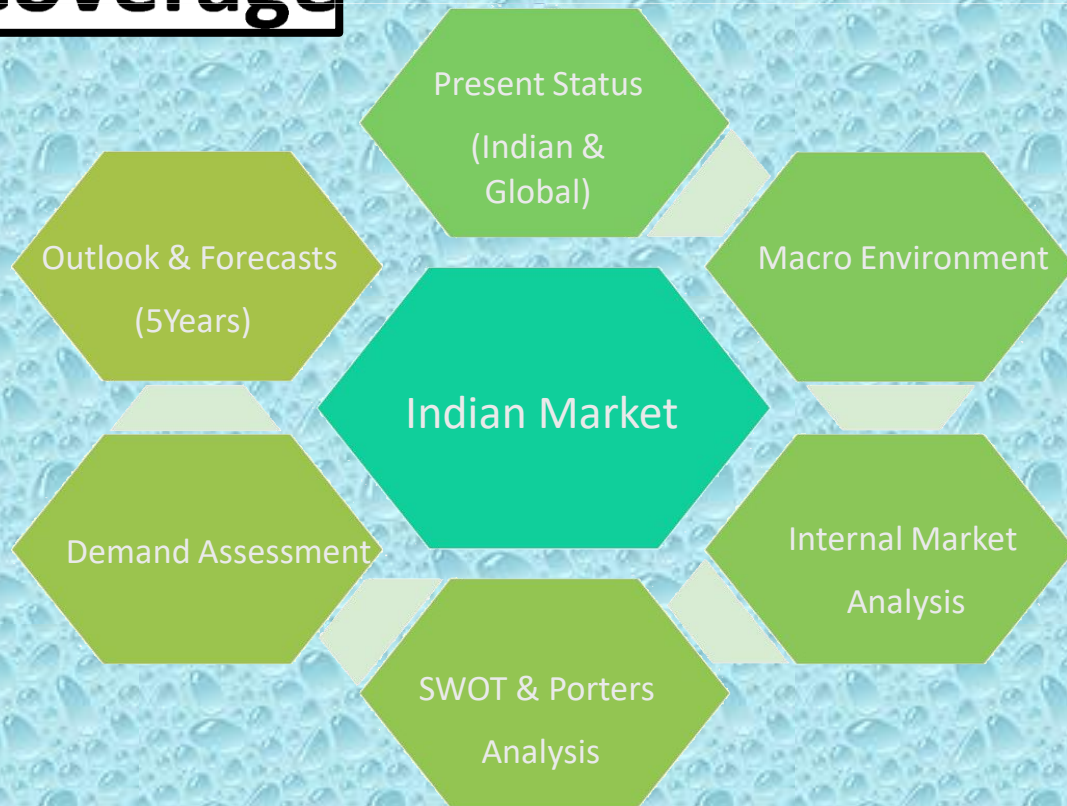 Coverage
Present Status
(Indian &
Global)
Macro Environment
Internal Market
Analysis
SWOT & Porters
Analysis
Demand Assessment
Outlook & Forecasts
(5Years)
Indian Market